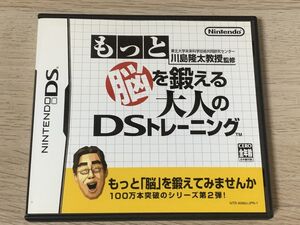 Nintendo
NINTENDO DS
東北大学未来科学技術共同研究センター
川島隆太教授監修
もっと
脳を鍛える
大人の
DSトレーニング
TM
CERO
全年齢
もっと「脳」を鍛えてみませんか
100万本突破のシリーズ第2弾!